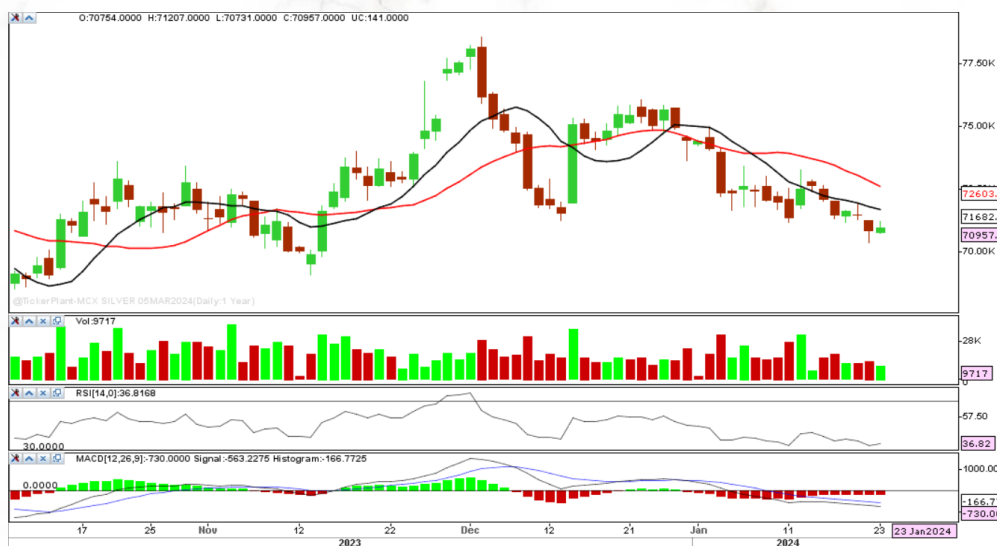 O:70754.0000 H:71207.0000 L:70731.0000 C:70957.0000 UC:141.0000
77.50K
75.00K
72603.
71682.
70957.
70.00K
@TickerPlant-MCX SILVER 05MAR2024(Daily:1 Year)
Vol:9717
28K
9717
0
RSI[14,0]:36.8168
57.50
36.82
30.0000
MACD[12,26,9]:-730.0000 Signal:-563.2275 Histogram:-166.7725
1000.00
0.0000
-166.7
-730.00
17 25 Nov 12 22 Dec 12 21 Jan 11 23 23 Jan2024
2023 2024